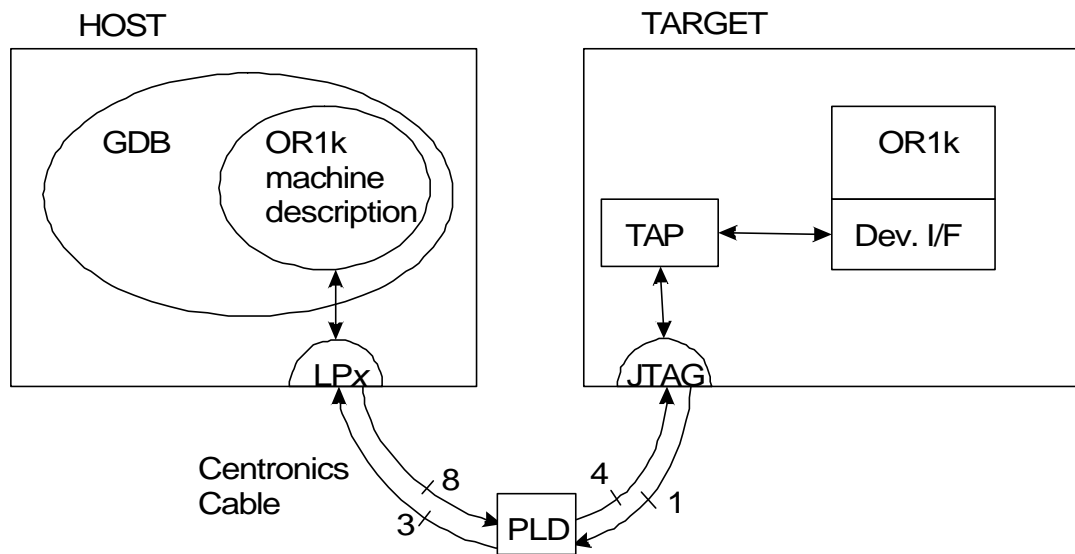 HOST
TARGET
GDB
OR1k
machine
description
OR1k
TAP
Dev. I/F
LPx
JTAG
Centronics
Cable
8
3
4
1
PLD